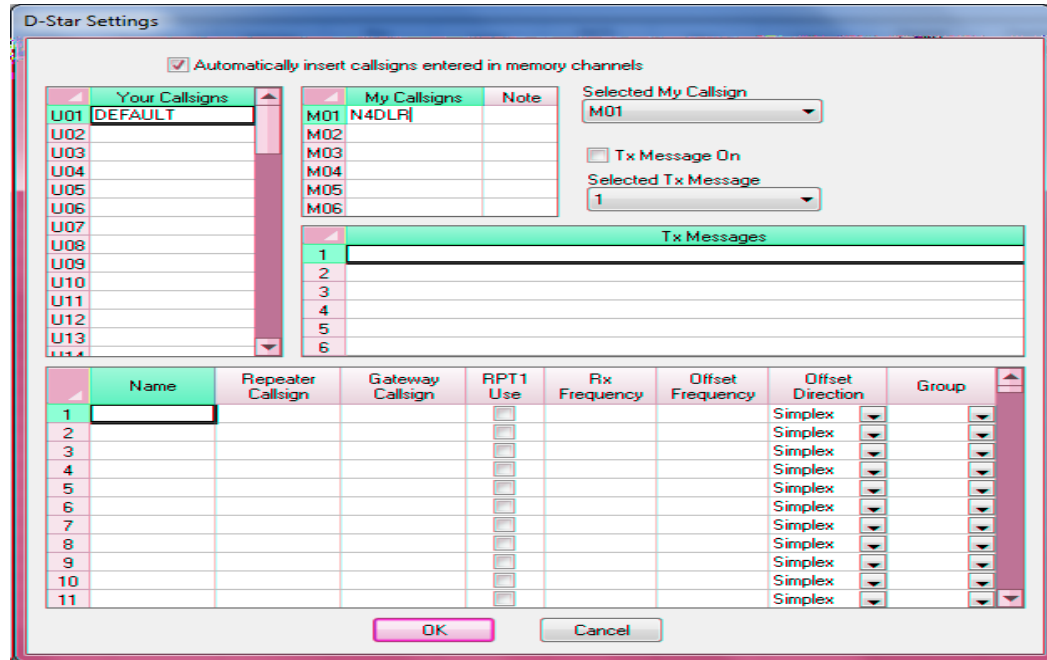 D-Star Settings
Automatically insert callsigns entered in memory channels
Your Callsigns
U01 DEFAULT
U02
U03
U04
U05
U06
U07
U08
U09
U10
U11
U12
U13
U14
My Callsigns Note
M01 N4DLR
M02
M03
M04
M05
M06
Selected My Callsign
M01
Tx Message On
Selected Tx Message
1
Tx Messages
1
2
3
4
5
6
Name Repeater Callsign Gateway Callsign RPT1 Use Rx Frequency Offset Frequency Offset Direction Group
1 Simplex
2 Simplex
3 Simplex
4 Simplex
5 Simplex
6 Simplex
7 Simplex
8 Simplex
9 Simplex
10 Simplex
11 Simplex
OK Cancel